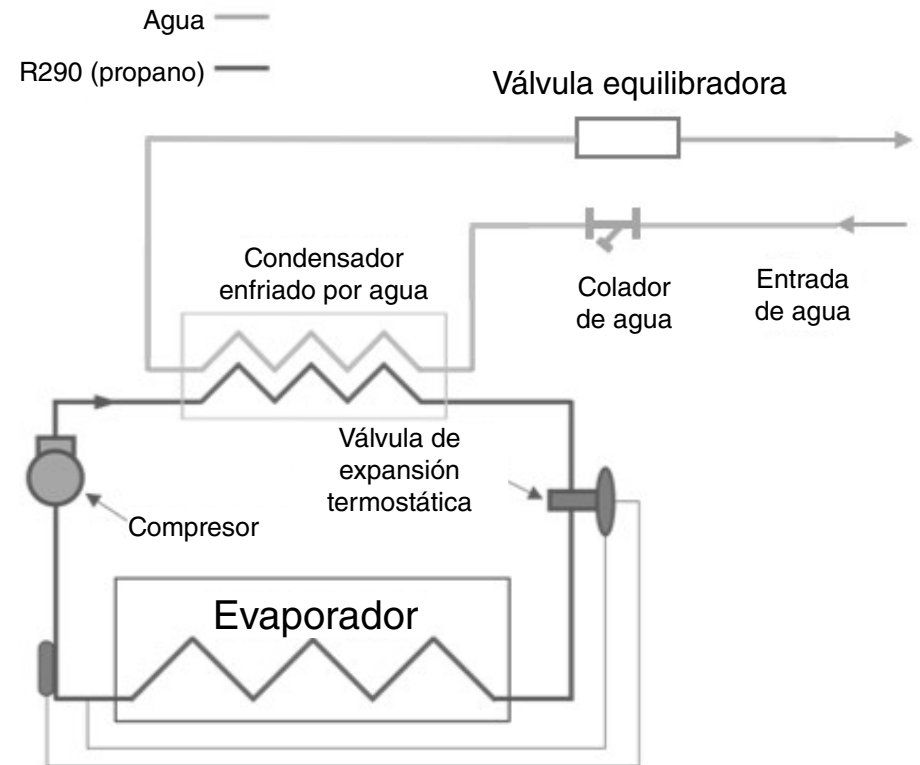 Agua
R290 (propano)
Válvula equilibradora
Condensador
enfriado por agua
Colador
de agua
Entrada
de agua
Válvula de
expansión
termostática
Compresor
Evaporador